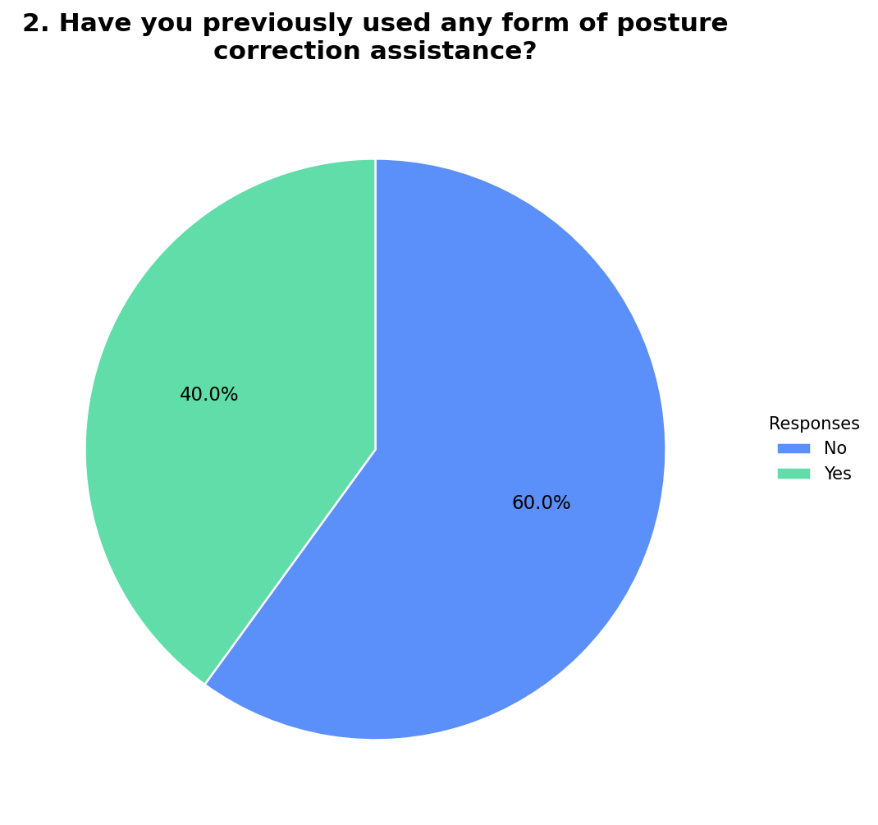 2. Have you previously used any form of posture
correction assistance?
40.0%
60.0%
Responses
No
Yes